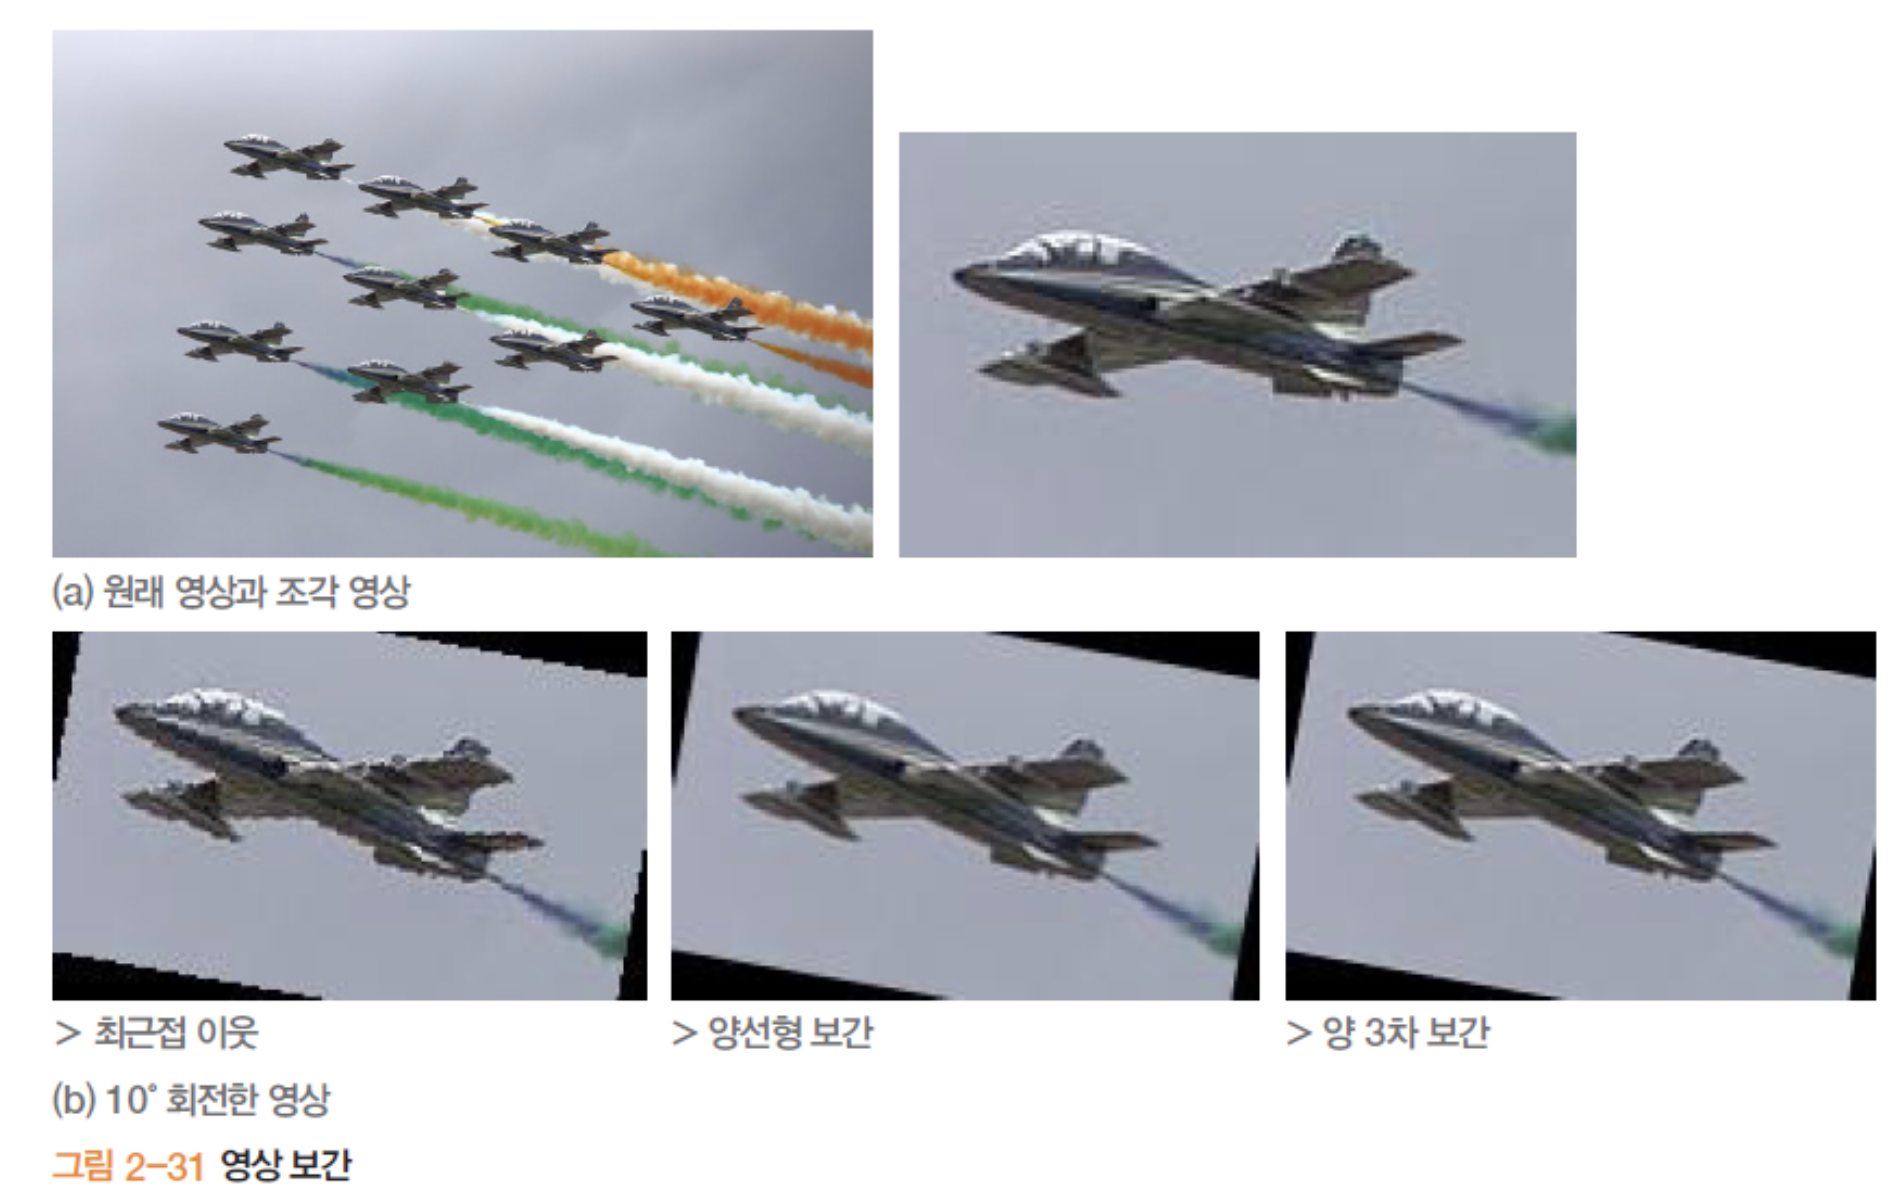 (a) 원래 영상과 조각 영상
> 최근접 이웃
> 양선형 보간
> 양 3차 보간
(b) 10° 회전한 영상
그림 2-31 영상 보간